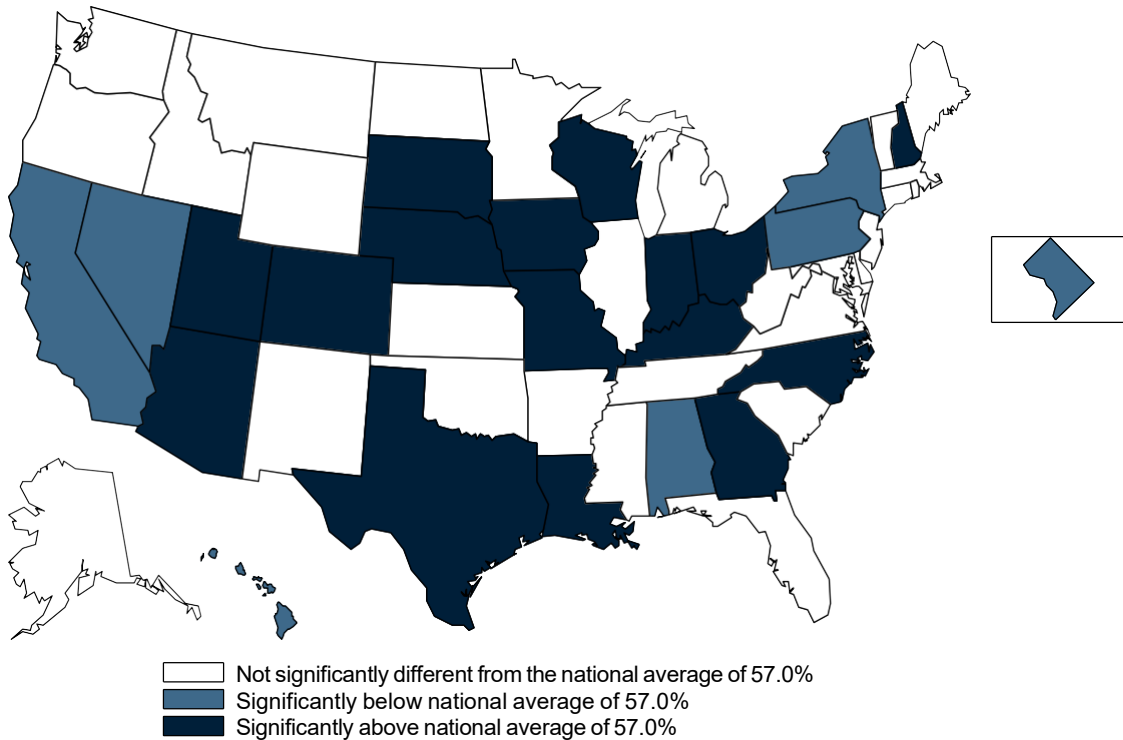 Not significantly different from the national average of 57.0%
Significantly below national average of 57.0%
Significantly above national average of 57.0%